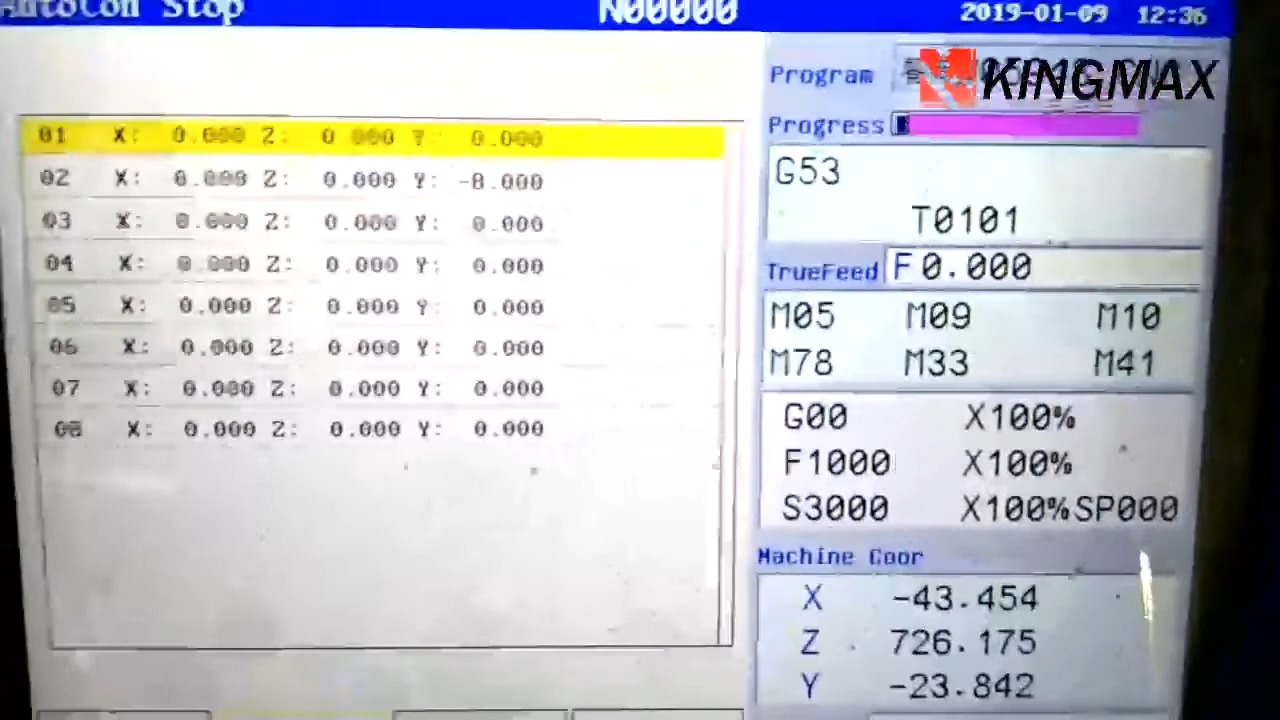 AutoCon Stop N00000 2019-01-09 12:36
Program
KINGMAX
01 X: 0.000 Z: 0.000 Y: 0.000
Progress
02 X: 0.000 Z: 0.000 Y: -8.000
G53
03 X: 0.000 Z: 0.000 Y: 0.000
T0101
04 X: 0.000 Z: 0.000 Y: 0.000
TrueFeed F0.000
05 X: 0.000 Z: 0.000 Y: 0.000
M05 M09 M10
06 X: 0.000 Z: 0.000 Y: 0.000
M78 M33 M41
07 X: 0.000 Z: 0.000 Y: 0.000
G00 X100%
08 X: 0.000 Z: 0.000 Y: 0.000
F1000 X100%
S3000 X100%SP000
Machine Coor
X -43.454
Z 726.175
Y -23.842